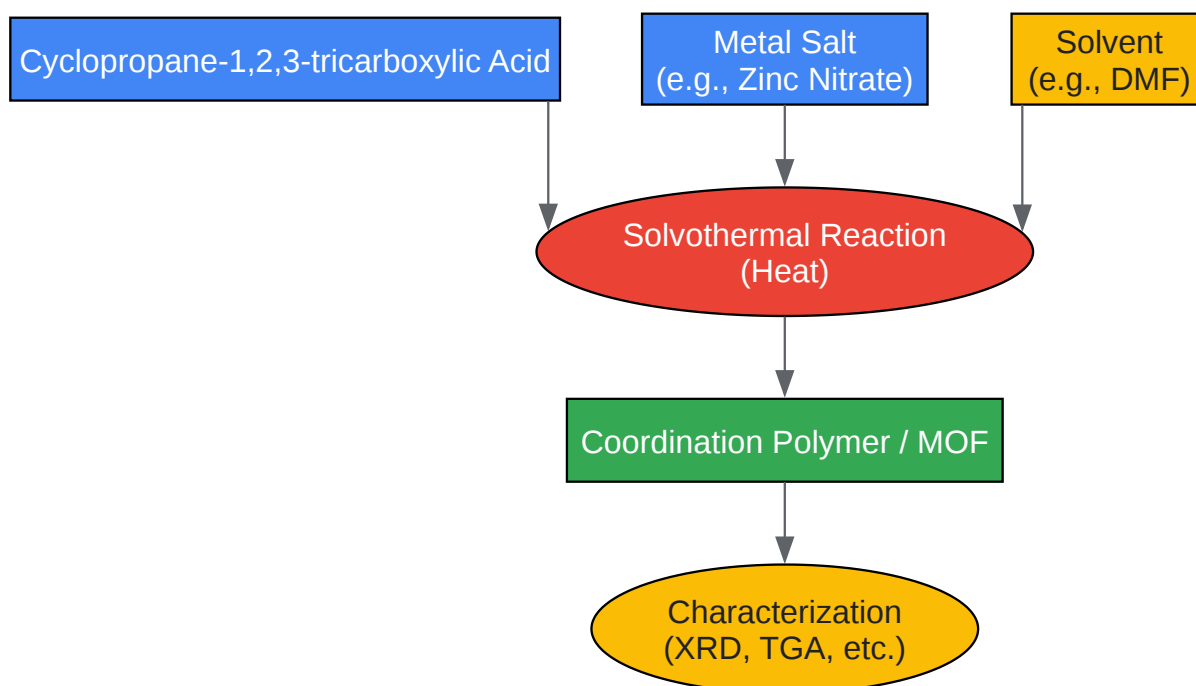 Cyclopropane-1,2,3-tricarboxylic Acid
Metal Salt
(e.g., Zinc Nitrate)
Solvent
(e.g., DMF)
Solvothermal Reaction
(Heat)
Coordination Polymer / MOF
Characterization
(XRD, TGA, etc.)